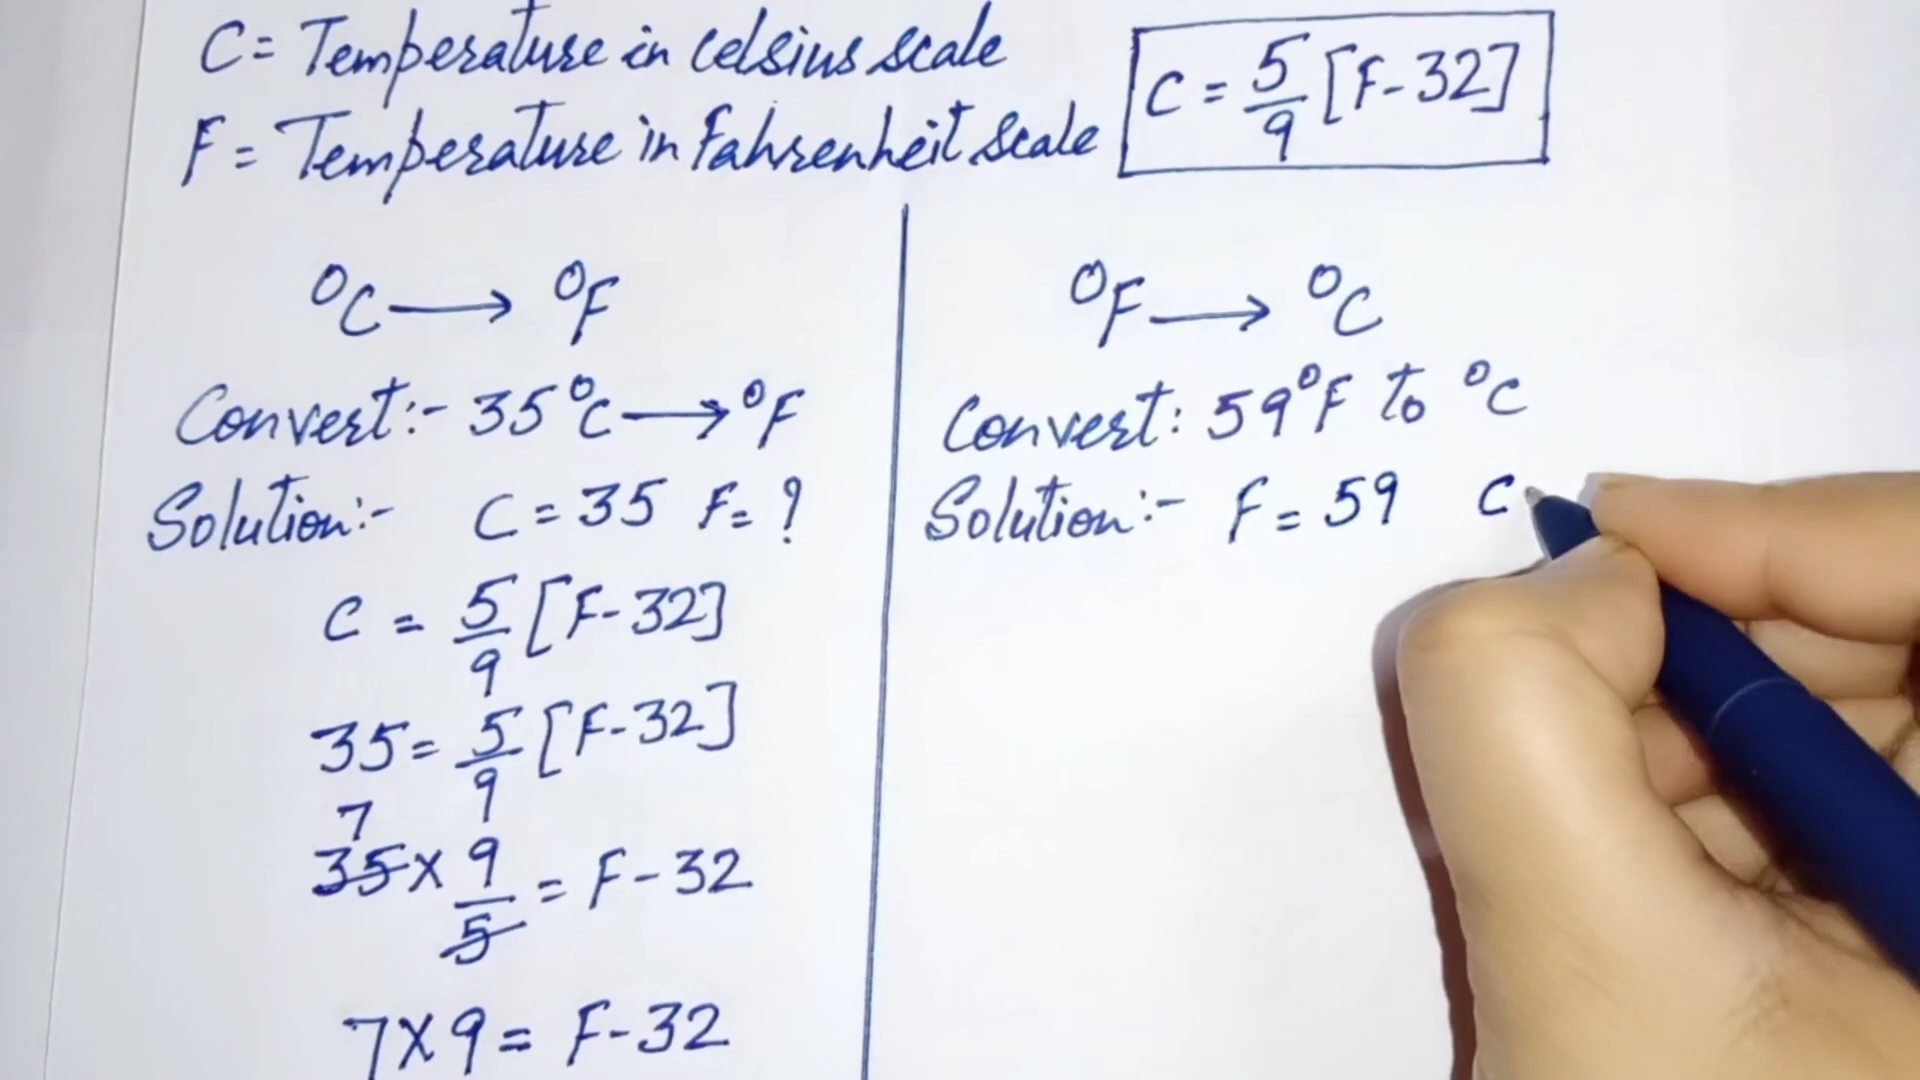 C = Temperature in celsius scale
F = Temperature in Fahrenheit scale
C = 5/9 [F-32]
°C → °F
Convert:- 35°C → °F
Solution:- C = 35 F = ?
C = 5/9 [F-32]
35 = 5/9 [F-32]
7
35 × 9/5 = F - 32
7 × 9 = F - 32
°F → °C
Convert: 59°F to °C
Solution:- F = 59 C